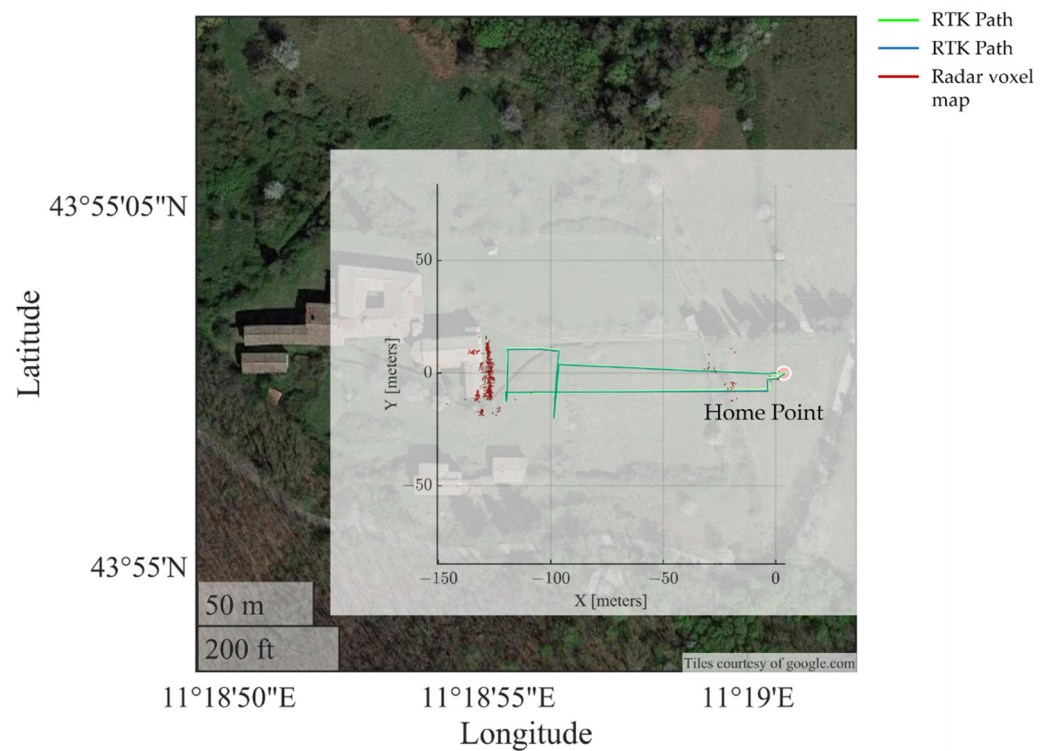 RTK Path
RTK Path
Radar voxel
map
43°55'05"N
43°55'N
Latitude
50
0
−50
Y [meters]
Home Point
−150
−100
−50
0
X [meters]
50 m
200 ft
Tiles courtesy of google.com
11°18'50"E
11°18'55"E
11°19'E
Longitude